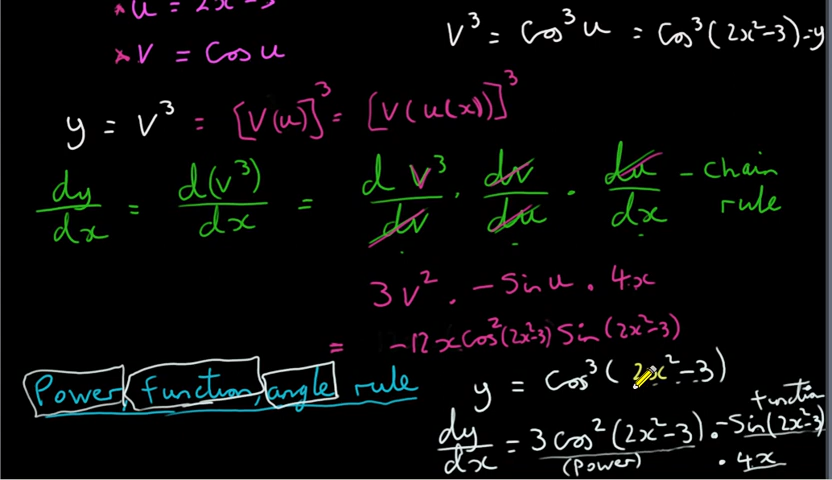 * u = 2x² - 3
* V = Cos u
V³ = Cos³ u = Cos³(2x²-3) = y
y = V³ = [V(u)]³ = [V(u(x))]³
dy/dx = d(V³)/dx = d V³/dv . dv/du . du/dx - chain rule
3V² . - Sin u . 4x
= -12x Cos²(2x²-3) Sin(2x²-3)
Power, function, angle rule
y = Cos³(2x²-3)
function
dy/dx = 3 Cos²(2x²-3) . -Sin(2x²-3)
(Power)
. 4x